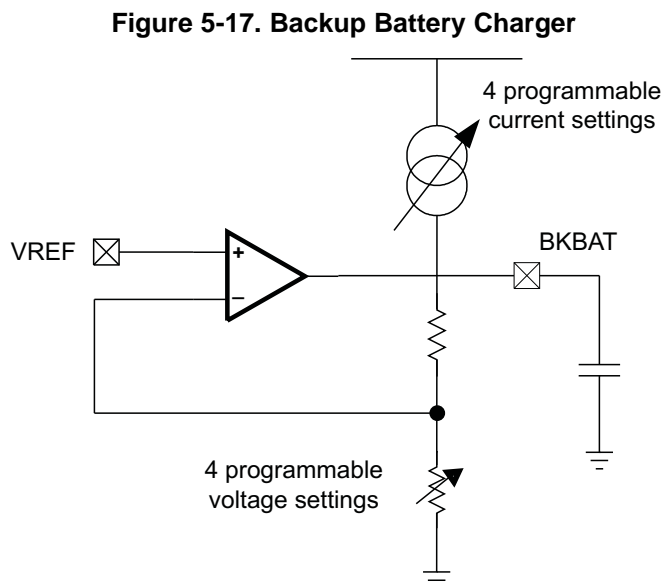 Figure 5-17. Backup Battery Charger
4 programmable
current settings
VREF
+
−
BKBAT
4 programmable
voltage settings